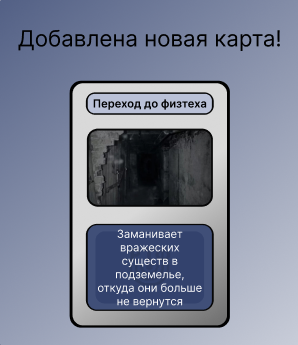 Добавлена новая карта!
Переход до физтеха
Заманивает
вражеских
существ в
подземелье,
откуда они больше
не вернутся